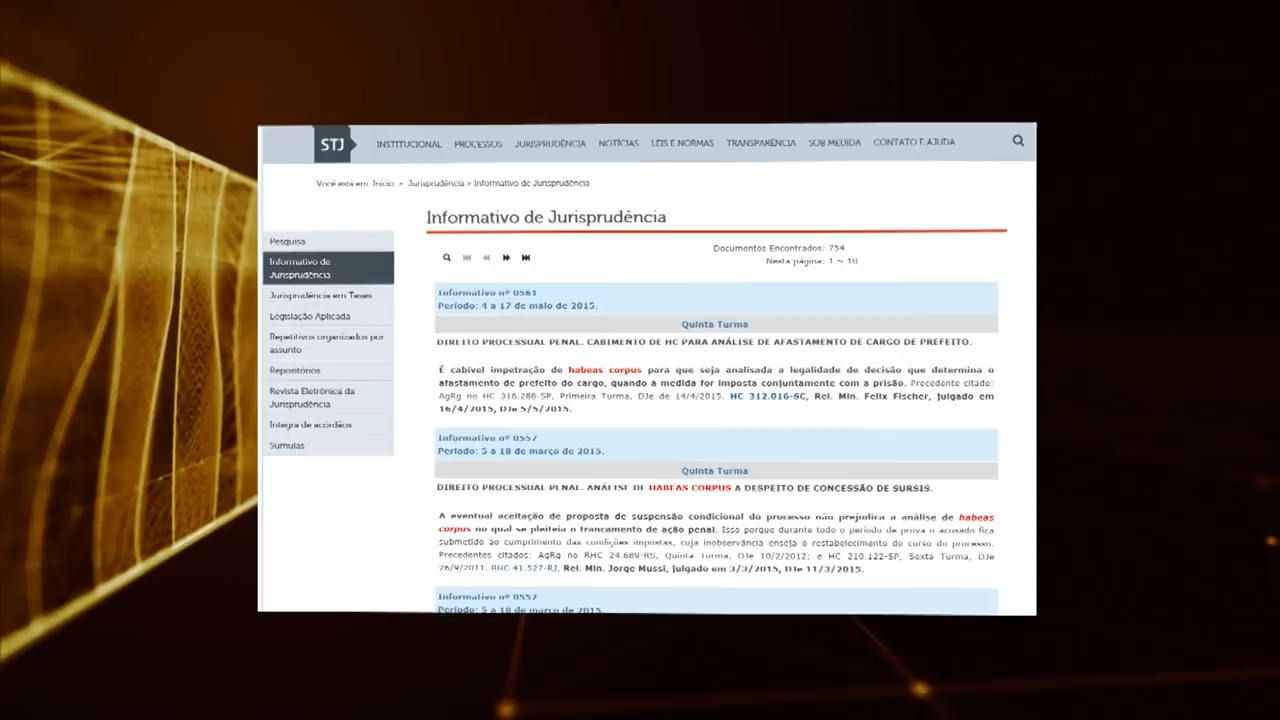 STJ
INSTITUCIONAL PROCESSOS JURISPRUDÊNCIA NOTÍCIAS LEIS E NORMAS TRANSPARÊNCIA SOB MEDIDA CONTATO E AJUDA
Você está em: Início > Jurisprudência > Informativo de Jurisprudência
Informativo de Jurisprudência
Pesquisa
Informativo de
Jurisprudência
Jurisprudência em Teses
Legislação Aplicada
Repetitivos organizados por
assunto
Repositórios
Revista Eletrônica da
Jurisprudência
Íntegra de acórdãos
Súmulas
Documentos Encontrados: 754
Nesta página: 1 ~ 10
Informativo nº 0561
Período: 4 a 17 de maio de 2015.
Quinta Turma
DIREITO PROCESSUAL PENAL. CABIMENTO DE HC PARA ANÁLISE DE AFASTAMENTO DE CARGO DE PREFEITO.
É cabível impetração de habeas corpus para que seja analisada a legalidade de decisão que determina o
afastamento de prefeito do cargo, quando a medida for imposta conjuntamente com a prisão. Precedente citado:
AgRg no HC 316.286-SP, Primeira Turma, DJe de 14/4/2015. HC 312.016-SC, Rel. Min. Felix Fischer, julgado em
16/4/2015, DJe 5/5/2015.
Informativo nº 0557
Período: 5 a 18 de março de 2015.
Quinta Turma
DIREITO PROCESSUAL PENAL. ANÁLISE DE HABEAS CORPUS A DESPEITO DE CONCESSÃO DE SURSIS.
A eventual aceitação de proposta de suspensão condicional do processo não prejudica a análise de habeas
corpus no qual se pleiteia o trancamento de ação penal. Isso porque durante todo o período de prova o acusado fica
submetido ao cumprimento das condições impostas, cuja inobservância enseja o restabelecimento do curso do processo.
Precedentes citados: AgRg no RHC 24.689-RS, Quinta Turma, DJe 10/2/2012; e HC 210.122-SP, Sexta Turma, DJe
26/9/2011. RHC 41.527-RJ, Rel. Min. Jorge Mussi, julgado em 3/3/2015, DJe 11/3/2015.
Informativo nº 0557
Período: 5 a 18 de março de 2015.